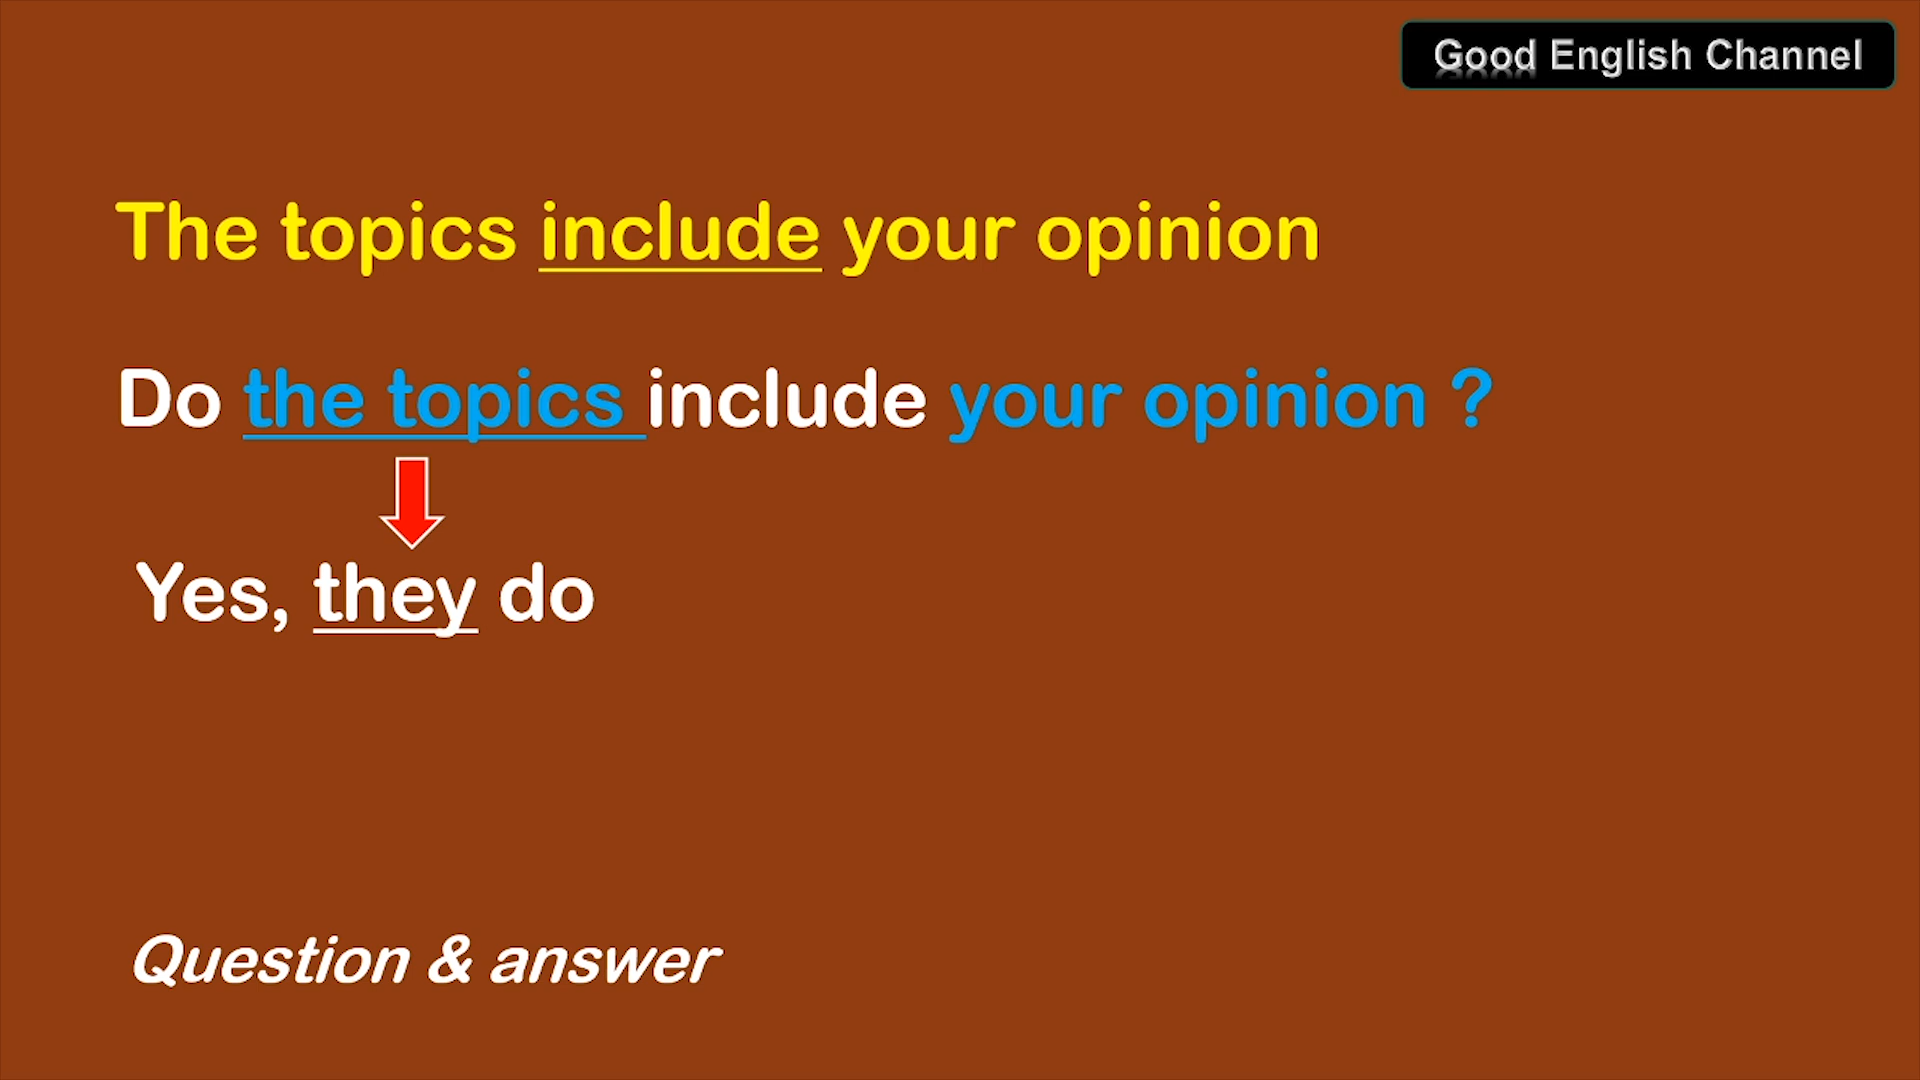 Good English Channel
The topics include your opinion
Do the topics include your opinion ?
Yes, they do
Question & answer